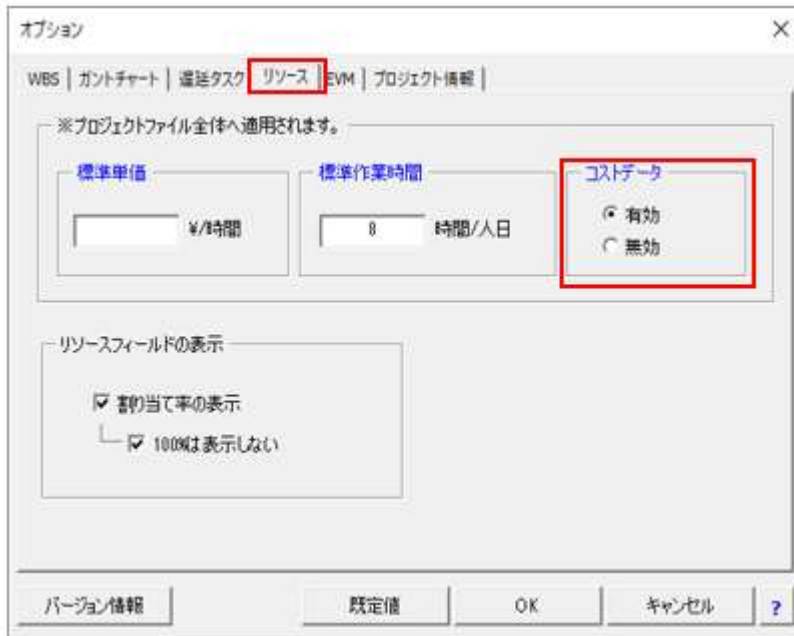 オプション
WBS | ガントチャート | 遅延タスク リソース EVM | プロジェクト情報 |
※プロジェクトファイル全体へ適用されます。
標準単価 標準作業時間 コストデータ
¥/時間 8 時間/人日 有効
無効
リソースフィールドの表示
割り当て率の表示
100%は表示しない
バージョン情報 既定値 OK キャンセル ?